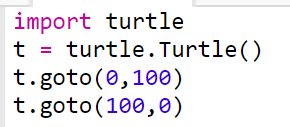 import turtle
t = turtle.Turtle()
t.goto(0,100)
t.goto(100,0)